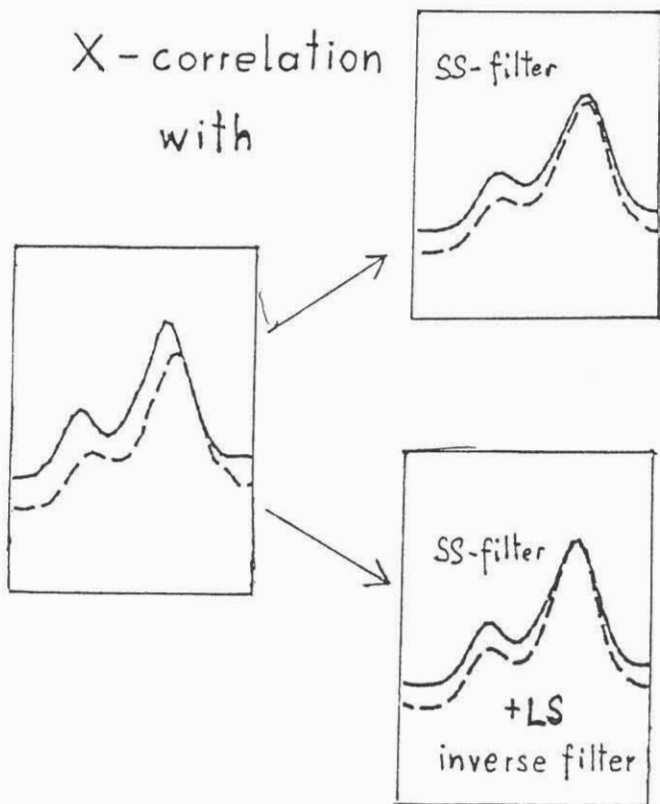 X-correlation
with
SS-filter
SS-filter
+LS
inverse filter